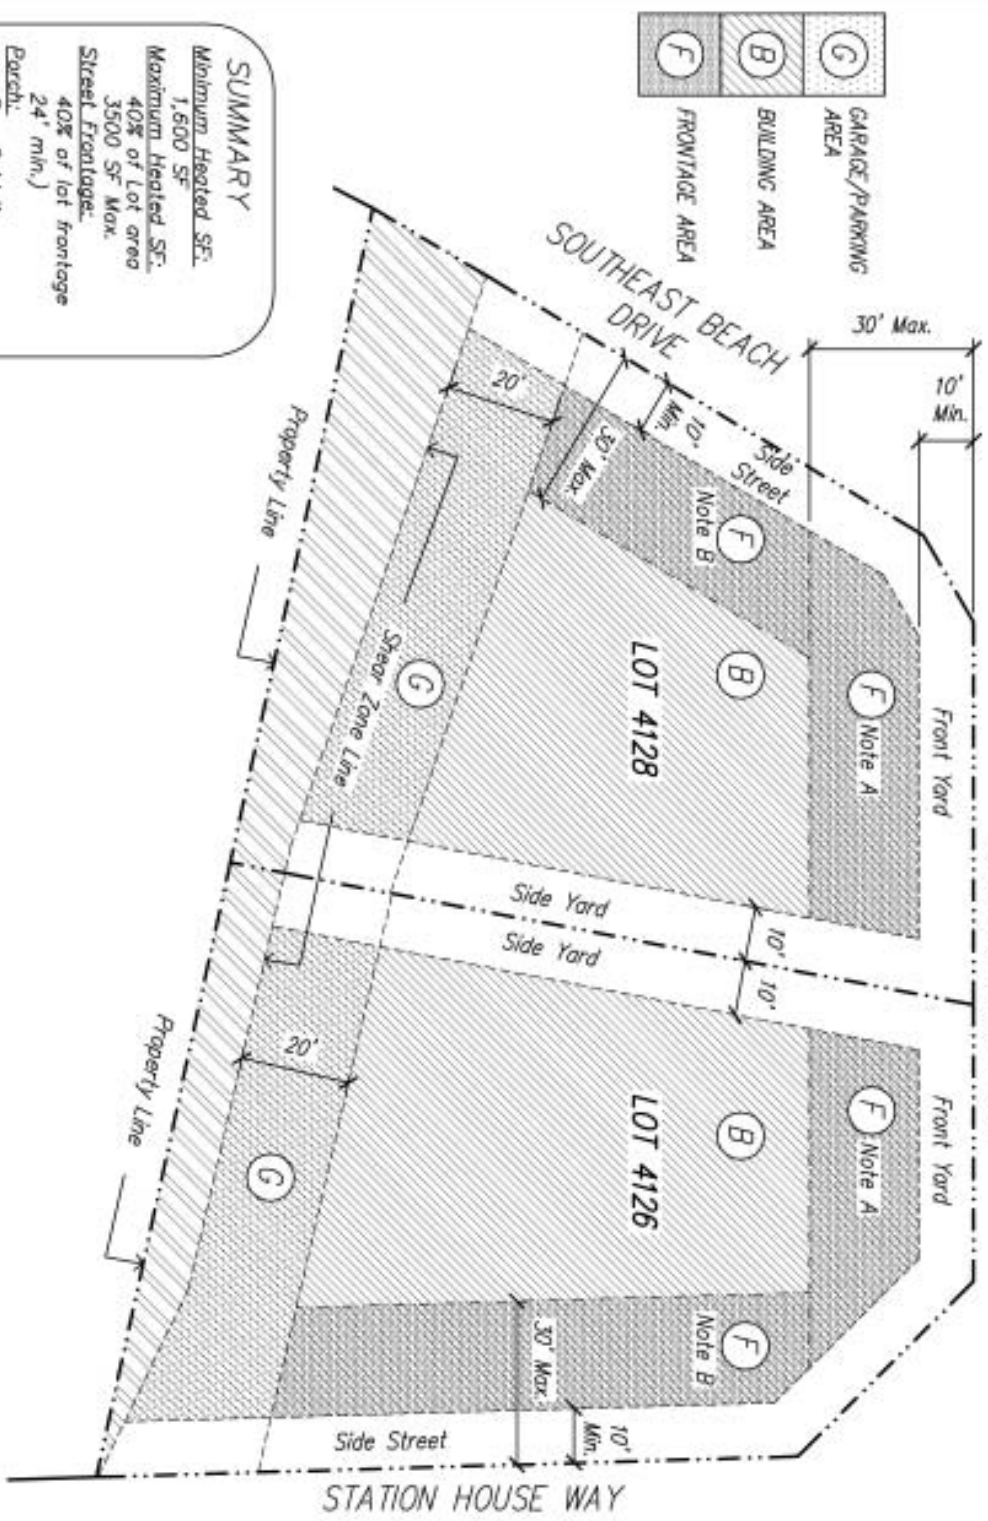 G
GARAGE/PARKING
AREA
B
BUILDING AREA
F
FRONTAGE AREA
SUMMARY
Minimum Heated SF:
1,600 SF
Maximum Heated SF:
40% of Lot area
3500 SF Max.
Street Frontage:
40% of lot frontage
24' min.)
Porch:
SOUTHEAST BEACH
DRIVE
30' Max.
10'
Min.
Side
Street
10'
Min.
30' Max.
20'
F
Note B
F
Note A
Front Yard
B
LOT 4128
G
Shear Zone Line
Property Line
Side Yard
Side Yard
10'
10'
F
Note A
Front Yard
B
LOT 4126
20'
G
Property Line
F
Note B
30' Max.
10'
Min.
Side Street
STATION HOUSE WAY